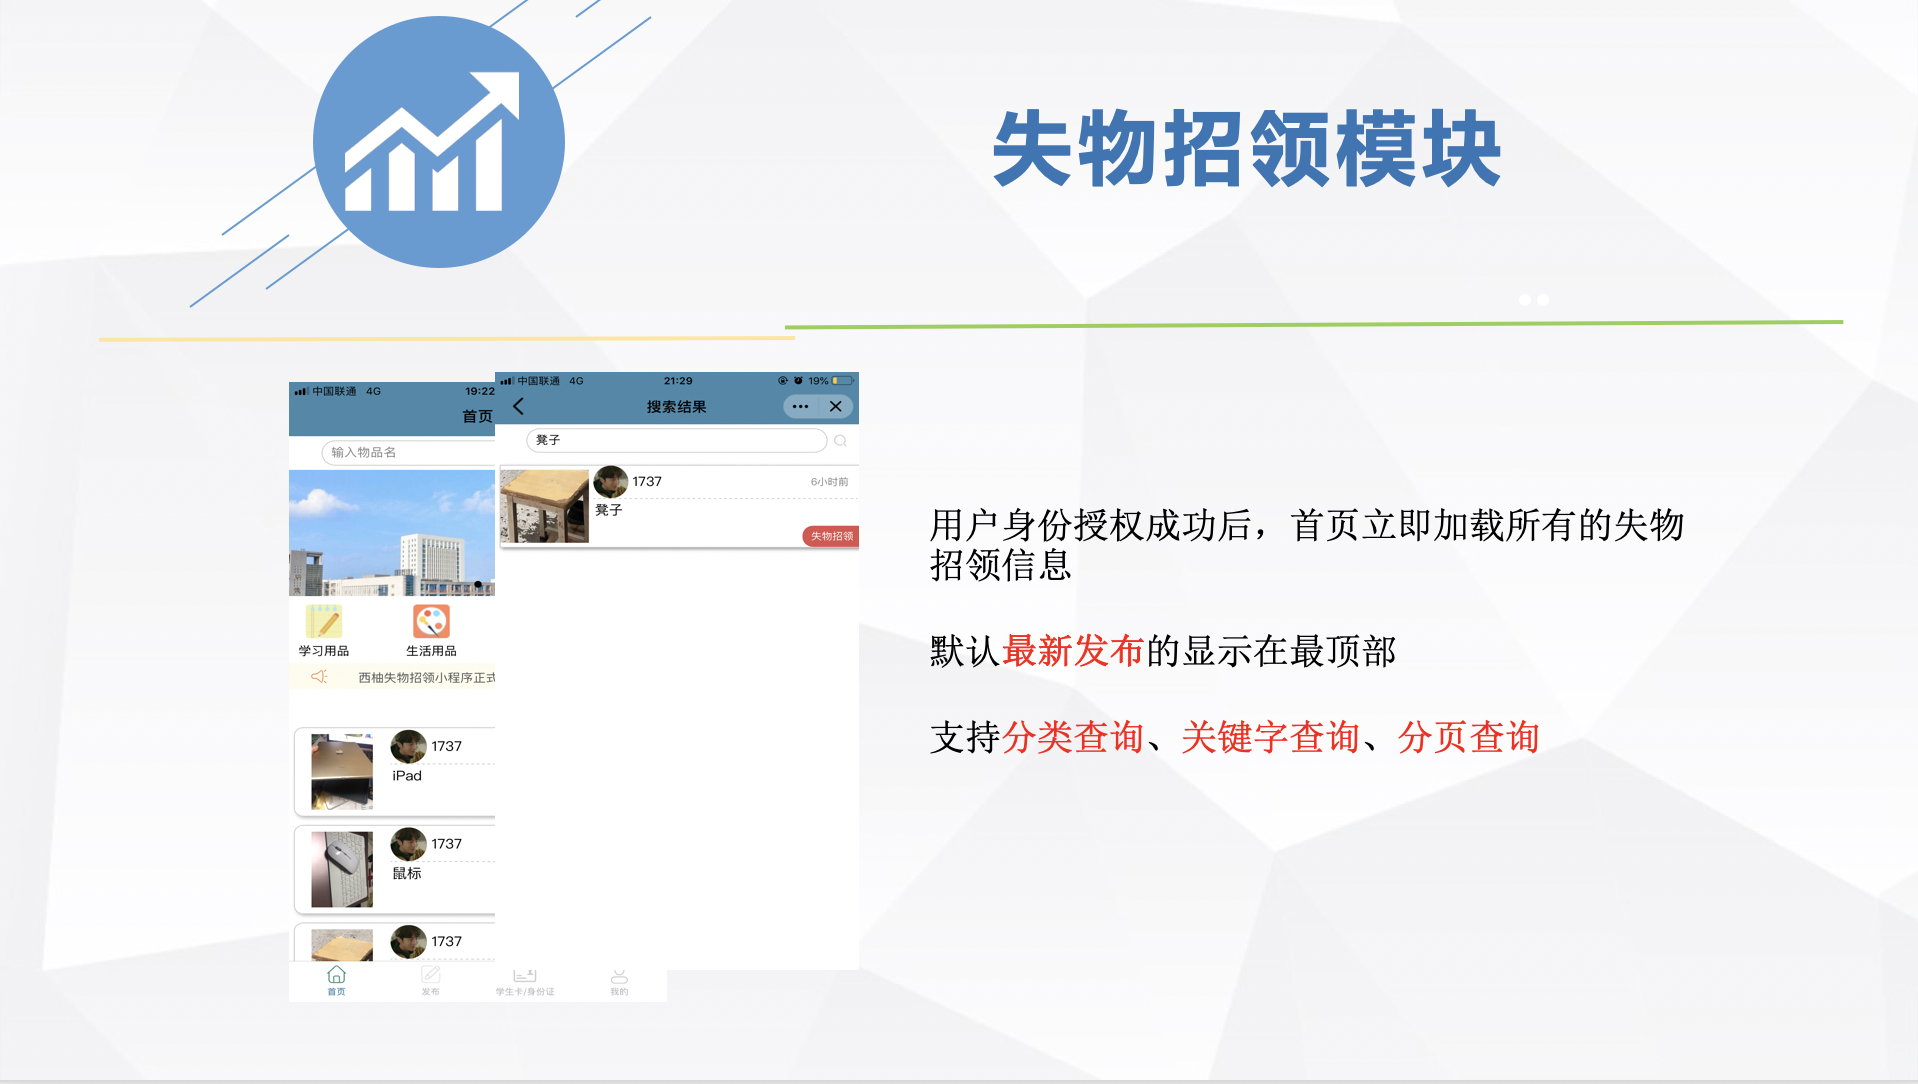 失物招领模块
中国联通 4G 19:22
首页
输入物品名
学习用品 生活用品
西柚失物招领小程序正式
1737
iPad
1737
鼠标
1737
首页 发布 学生卡/身份证 我的
中国联通 4G 21:29 19%
搜索结果
凳子
1737 6小时前
凳子
失物招领
用户身份授权成功后，首页立即加载所有的失物
招领信息
默认最新发布的显示在最顶部
支持分类查询、关键字查询、分页查询